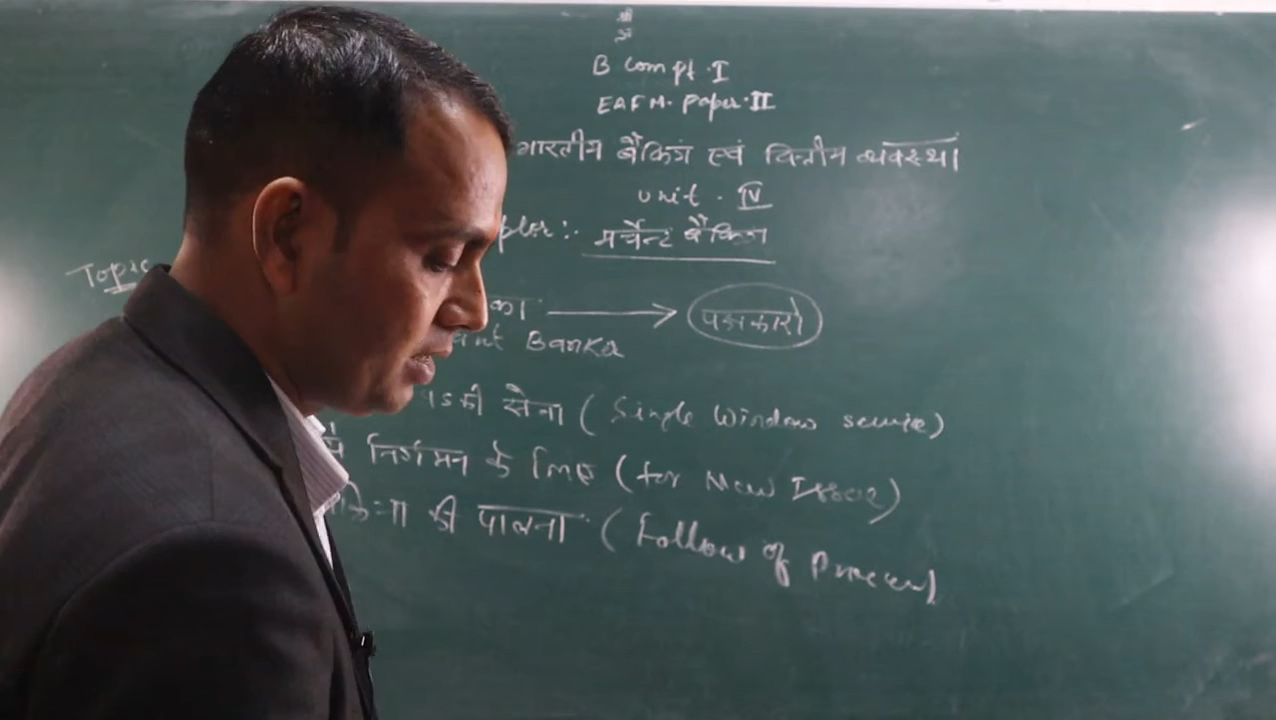 श्री
B Com pt. I
EAFM. Paper. II
भारतीय बैंकिंग एवं वित्तीय व्यवस्था
Unit. IV
मर्चेन्ट बैंकिंग
Topic
का → पक्षकारो
Banker
की सेवा (Single Window service)
निर्गमन के लिए (for New Issue)
की पालना (Follow of Process)